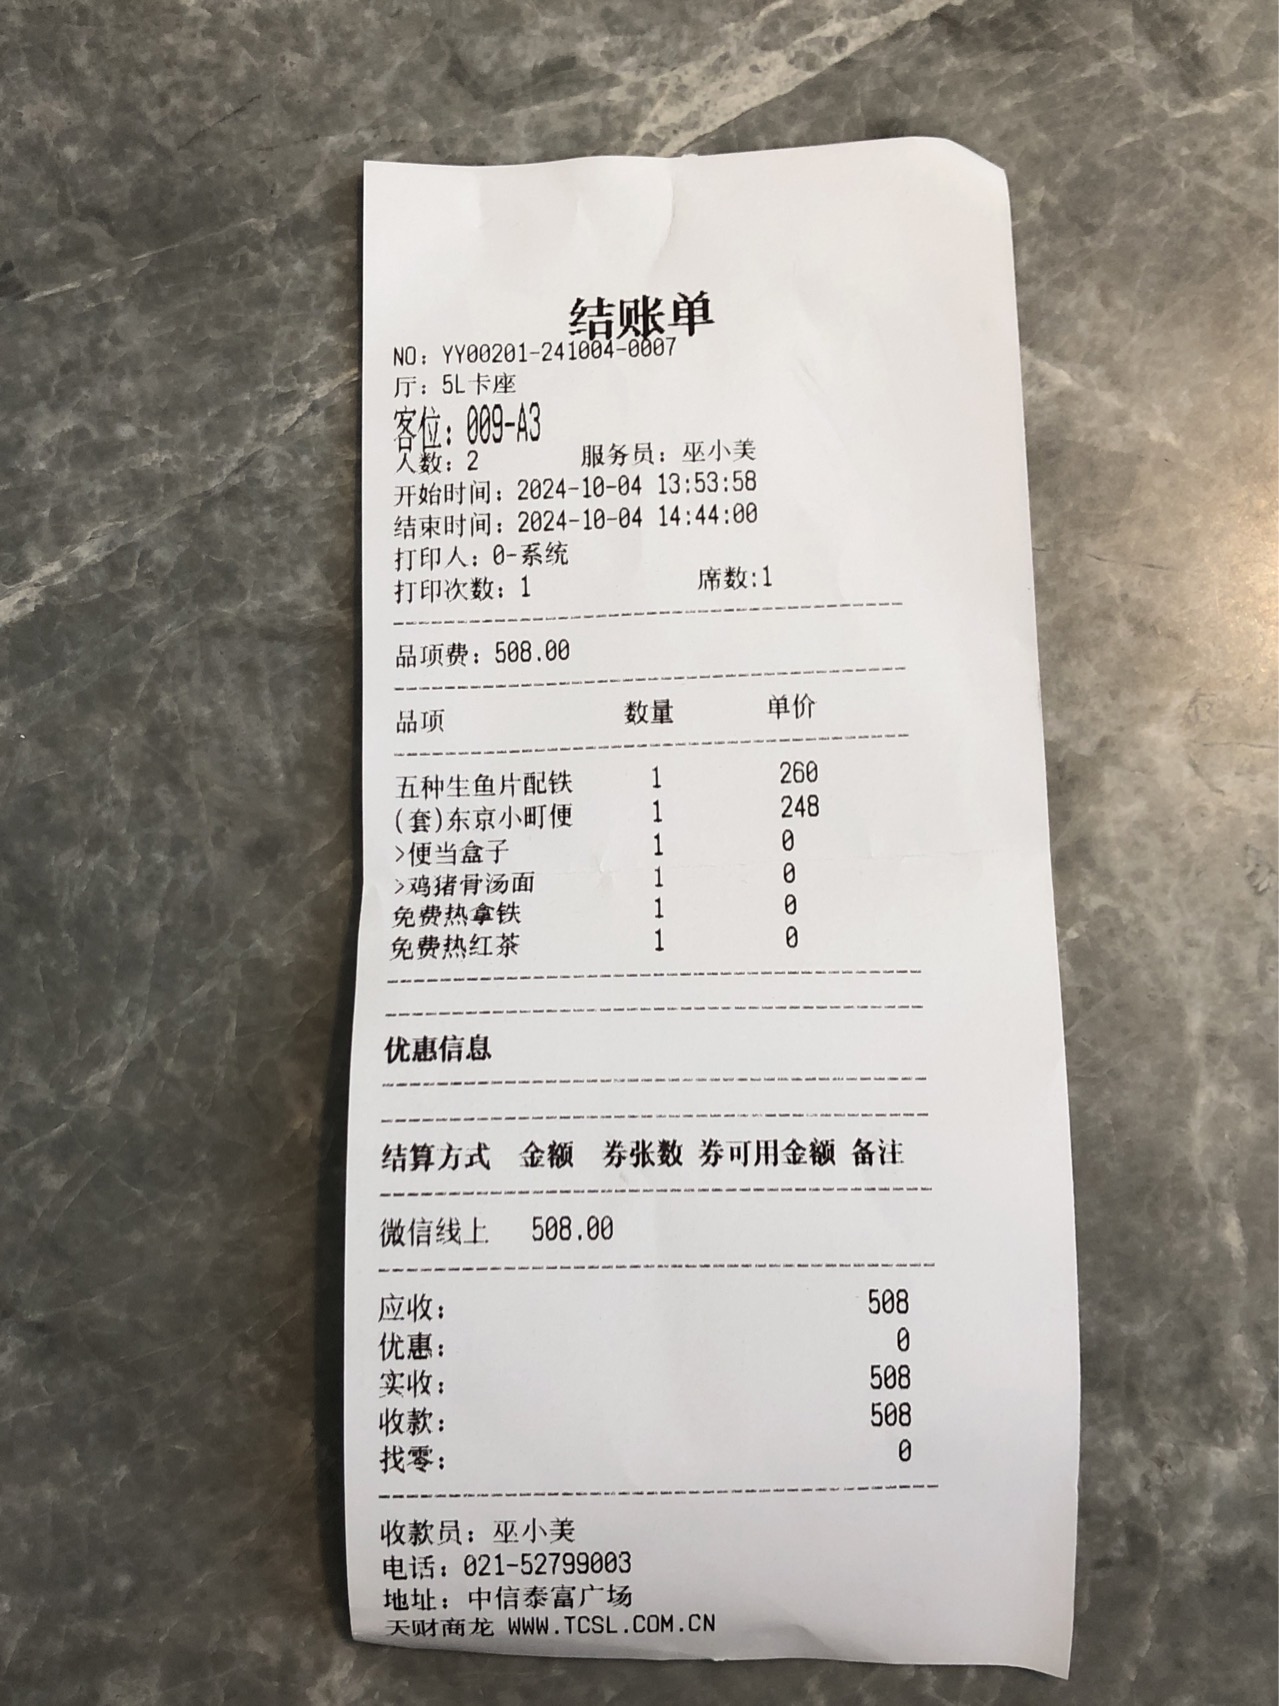 结账单
NO：YY00201-241004-0007
厅：5L卡座
客位：009-A3
人数：2 服务员：巫小美
开始时间：2024-10-04 13:53:58
结束时间：2024-10-04 14:44:00
打印人：0-系统
打印次数：1 席数:1
品项费：508.00
品项 数量 单价
五种生鱼片配铁 1 260
(套)东京小町便 1 248
>便当盒子 1 0
>鸡猪骨汤面 1 0
免费热拿铁 1 0
免费热红茶 1 0
优惠信息
结算方式 金额 券张数 券可用金额 备注
微信线上 508.00
应收： 508
优惠： 0
实收： 508
收款： 508
找零： 0
收款员：巫小美
电话：021-52799003
地址：中信泰富广场
天财商龙 WWW.TCSL.COM.CN